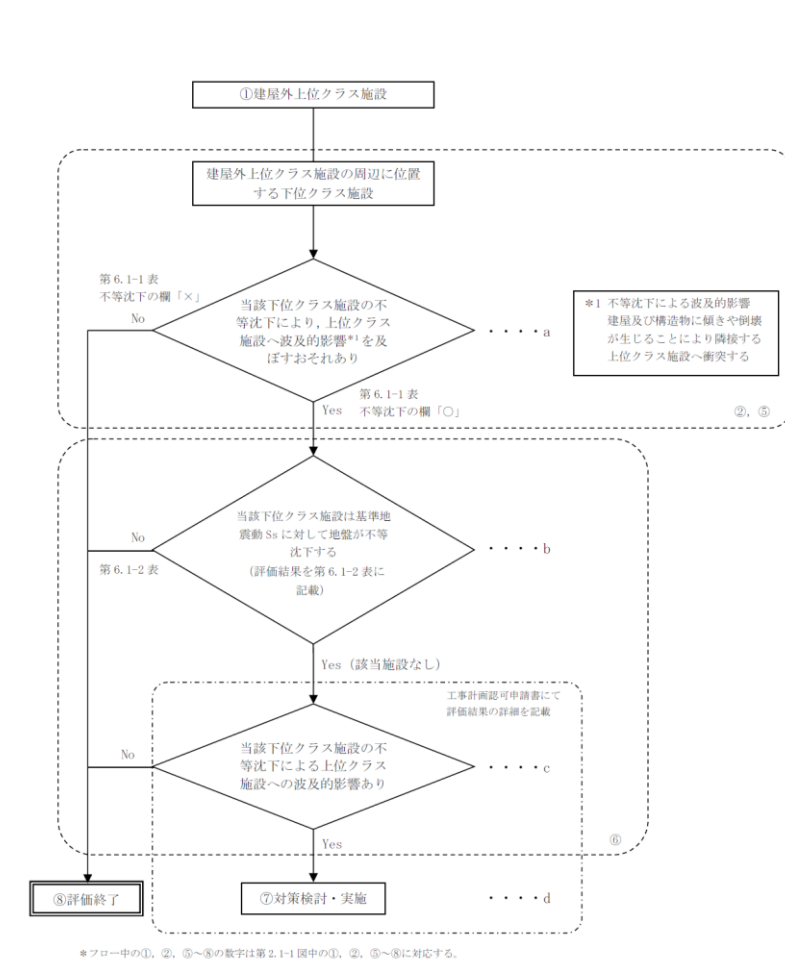 ①建屋外上位クラス施設
建屋外上位クラス施設の周辺に位置
する下位クラス施設
第 6.1-1 表
不等沈下の欄「×」
No
当該下位クラス施設の不
等沈下により，上位クラス
施設へ波及的影響*1を及
ぼすおそれあり
・・・・a
*1 不等沈下による波及的影響
建屋及び構造物に傾きや倒壊
が生じることにより隣接する
上位クラス施設へ衝突する
Yes
第 6.1-1 表
不等沈下の欄「○」
②，⑤
当該下位クラス施設は基準地
震動 Ss に対して地盤が不等
沈下する
(評価結果を第 6.1-2 表に
記載)
No
第 6.1-2 表
・・・・b
Yes (該当施設なし)
工事計画認可申請書にて
評価結果の詳細を記載
当該下位クラス施設の不
等沈下による上位クラス
施設への波及的影響あり
No
・・・・c
Yes
⑥
⑧評価終了
⑦対策検討・実施
・・・・d
*フロー中の①，②，⑤～⑧の数字は第 2.1-1 図中の①，②，⑤～⑧に対応する。